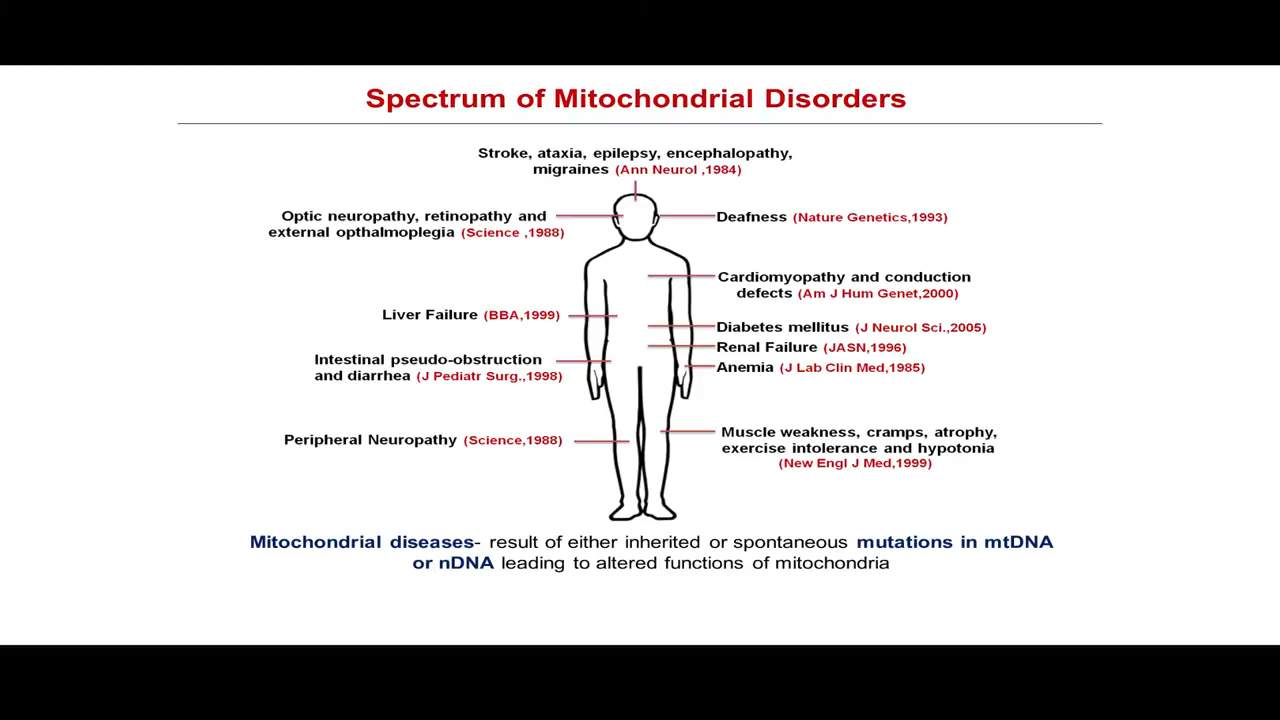 Spectrum of Mitochondrial Disorders
Stroke, ataxia, epilepsy, encephalopathy,
migraines (Ann Neurol ,1984)
Optic neuropathy, retinopathy and
external opthalmoplegia (Science ,1988)
Deafness (Nature Genetics,1993)
Cardiomyopathy and conduction
defects (Am J Hum Genet,2000)
Liver Failure (BBA,1999)
Diabetes mellitus (J Neurol Sci.,2005)
Renal Failure (JASN,1996)
Intestinal pseudo-obstruction
and diarrhea (J Pediatr Surg.,1998)
Anemia (J Lab Clin Med,1985)
Peripheral Neuropathy (Science,1988)
Muscle weakness, cramps, atrophy,
exercise intolerance and hypotonia
(New Engl J Med,1999)
Mitochondrial diseases- result of either inherited or spontaneous mutations in mtDNA
or nDNA leading to altered functions of mitochondria